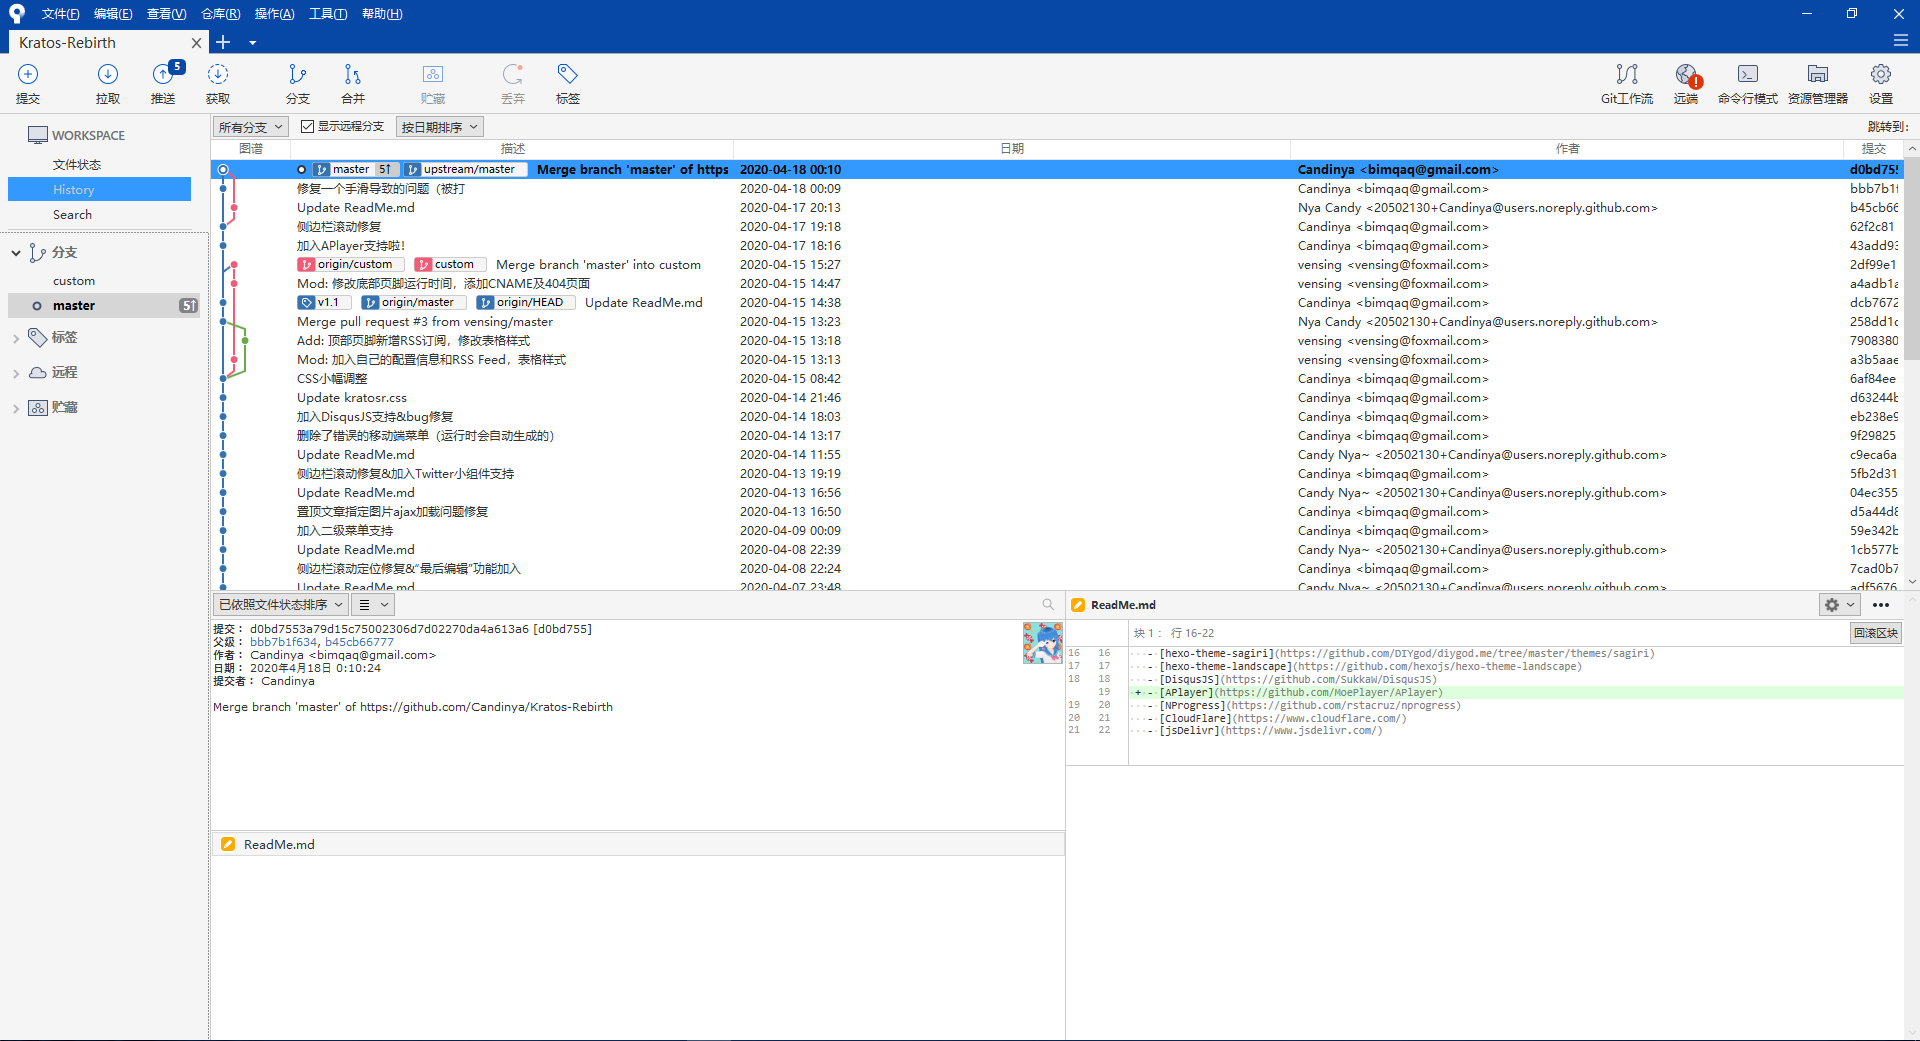 文件(F) 编辑(E) 查看(V) 仓库(R) 操作(A) 工具(T) 帮助(H)
Kratos-Rebirth
5
提交 拉取 推送 获取 分支 合并 贮藏 丢弃 标签 Git工作流 远端 命令行模式 资源管理器 设置
WORKSPACE
文件状态
History
Search
分支
custom
master 5↑
标签
远程
贮藏
所有分支 显示远程分支 按日期排序 跳转到:
图谱 描述 日期 作者 提交
master 5↑ upstream/master Merge branch 'master' of https 2020-04-18 00:10 Candinya <bimqaq@gmail.com> d0bd755
修复一个手滑导致的问题（被打 2020-04-18 00:09 Candinya <bimqaq@gmail.com> bbb7b1f
Update ReadMe.md 2020-04-17 20:13 Nya Candy <20502130+Candinya@users.noreply.github.com> b45cb66
侧边栏滚动修复 2020-04-17 19:18 Candinya <bimqaq@gmail.com> 62f2c81
加入APlayer支持啦! 2020-04-17 18:16 Candinya <bimqaq@gmail.com> 43add93
origin/custom custom Merge branch 'master' into custom 2020-04-15 15:27 vensing <vensing@foxmail.com> 2df99e1
Mod: 修改底部页脚运行时间，添加CNAME及404页面 2020-04-15 14:47 vensing <vensing@foxmail.com> a4adb1a
v1.1 origin/master origin/HEAD Update ReadMe.md 2020-04-15 14:38 Candinya <bimqaq@gmail.com> dcb7672
Merge pull request #3 from vensing/master 2020-04-15 13:23 Nya Candy <20502130+Candinya@users.noreply.github.com> 258dd1c
Add: 顶部页脚新增RSS订阅，修改表格样式 2020-04-15 13:18 vensing <vensing@foxmail.com> 7908380
Mod: 加入自己的配置信息和RSS Feed，表格样式 2020-04-15 13:13 vensing <vensing@foxmail.com> a3b5aae
CSS小幅调整 2020-04-15 08:42 Candinya <bimqaq@gmail.com> 6af84ee
Update kratosr.css 2020-04-14 21:46 Candinya <bimqaq@gmail.com> d63244b
加入DisqusJS支持&bug修复 2020-04-14 18:03 Candinya <bimqaq@gmail.com> eb238e9
删除了错误的移动端菜单（运行时会自动生成的） 2020-04-14 13:17 Candinya <bimqaq@gmail.com> 9f29825
Update ReadMe.md 2020-04-14 11:55 Candy Nya~ <20502130+Candinya@users.noreply.github.com> c9eca6a
侧边栏滚动修复&加入Twitter小组件支持 2020-04-13 19:19 Candinya <bimqaq@gmail.com> 5fb2d31
Update ReadMe.md 2020-04-13 16:56 Candy Nya~ <20502130+Candinya@users.noreply.github.com> 04ec355
置顶文章指定图片ajax加载问题修复 2020-04-13 16:50 Candinya <bimqaq@gmail.com> d5a44d8
加入二级菜单支持 2020-04-09 00:09 Candinya <bimqaq@gmail.com> 59e342b
Update ReadMe.md 2020-04-08 22:39 Candy Nya~ <20502130+Candinya@users.noreply.github.com> 1cb577b
侧边栏滚动定位修复&"最后编辑"功能加入 2020-04-08 22:24 Candinya <bimqaq@gmail.com> 7cad0b7
Update ReadMe.md 2020-04-07 23:48 Candy Nya~ <20502130+Candinya@users.noreply.github.com> adf5676
已依照文件状态排序
提交： d0bd7553a79d15c75002306d7d02270da4a613a6 [d0bd755]
父级： bbb7b1f634, b45cb66777
作者： Candinya <bimqaq@gmail.com>
日期： 2020年4月18日 0:10:24
提交者： Candinya
Merge branch 'master' of https://github.com/Candinya/Kratos-Rebirth
ReadMe.md
ReadMe.md
块 1： 行 16-22 回滚区块
16 16 - [hexo-theme-sagiri](https://github.com/DIYgod/diygod.me/tree/master/themes/sagiri)
17 17 - [hexo-theme-landscape](https://github.com/hexojs/hexo-theme-landscape)
18 18 - [DisqusJS](https://github.com/SukkaW/DisqusJS)
19 + - [APlayer](https://github.com/MoePlayer/APlayer)
19 20 - [NProgress](https://github.com/rstacruz/nprogress)
20 21 - [CloudFlare](https://www.cloudflare.com/)
21 22 - [jsDelivr](https://www.jsdelivr.com/)